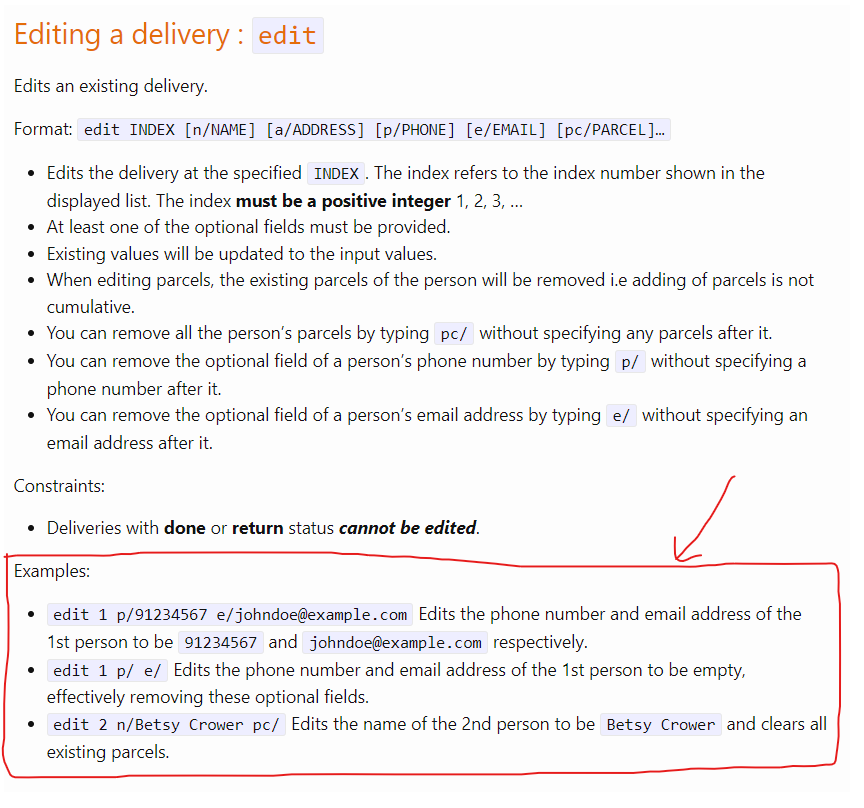 Editing a delivery : edit
Edits an existing delivery.
Format: edit INDEX [n/NAME] [a/ADDRESS] [p/PHONE] [e/EMAIL] [pc/PARCEL]…
• Edits the delivery at the specified INDEX . The index refers to the index number shown in the
displayed list. The index must be a positive integer 1, 2, 3, …
• At least one of the optional fields must be provided.
• Existing values will be updated to the input values.
• When editing parcels, the existing parcels of the person will be removed i.e adding of parcels is not
cumulative.
• You can remove all the person’s parcels by typing pc/ without specifying any parcels after it.
• You can remove the optional field of a person’s phone number by typing p/ without specifying a
phone number after it.
• You can remove the optional field of a person’s email address by typing e/ without specifying an
email address after it.
Constraints:
• Deliveries with done or return status cannot be edited.
Examples:
• edit 1 p/91234567 e/johndoe@example.com Edits the phone number and email address of the
1st person to be 91234567 and johndoe@example.com respectively.
• edit 1 p/ e/ Edits the phone number and email address of the 1st person to be empty,
effectively removing these optional fields.
• edit 2 n/Betsy Crower pc/ Edits the name of the 2nd person to be Betsy Crower and clears all
existing parcels.